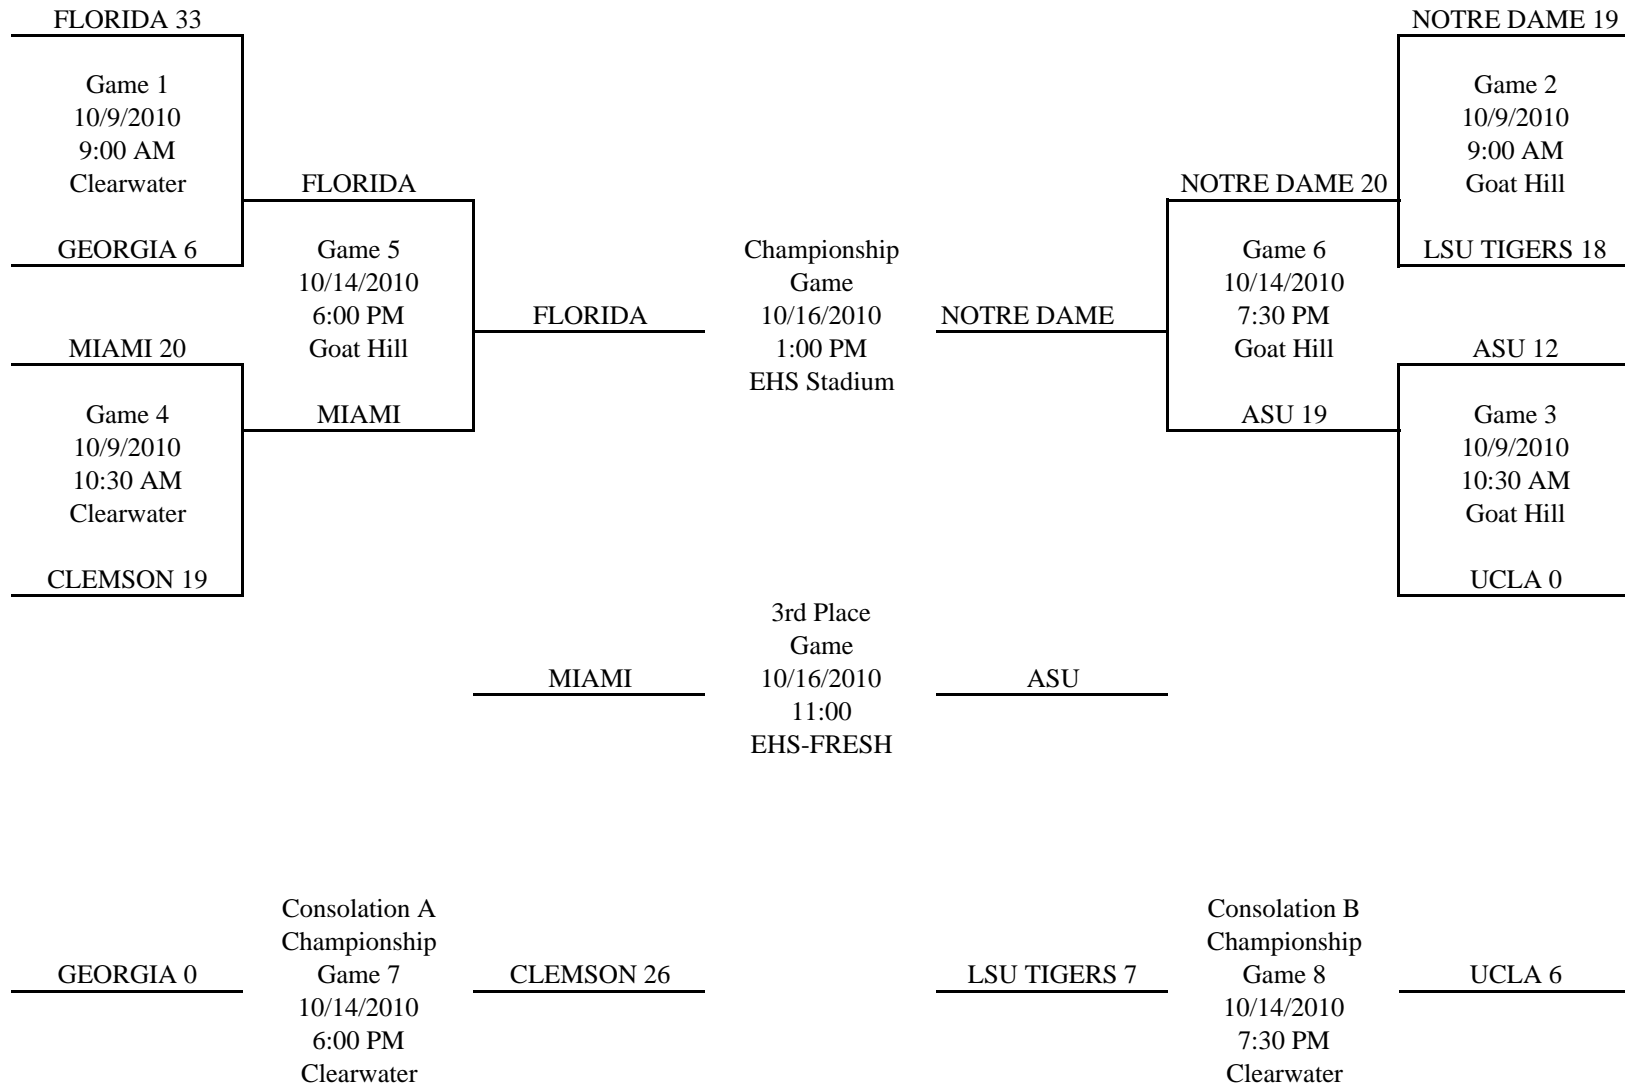 FLORIDA 33
NOTRE DAME 19
Game 1
10/9/2010
9:00 AM
Clearwater
Game 2
10/9/2010
9:00 AM
Goat Hill
FLORIDA
NOTRE DAME 20
GEORGIA 6
LSU TIGERS 18
Game 5
10/14/2010
6:00 PM
Goat Hill
Championship
Game
10/16/2010
1:00 PM
EHS Stadium
Game 6
10/14/2010
7:30 PM
Goat Hill
FLORIDA
NOTRE DAME
MIAMI 20
ASU 12
Game 4
10/9/2010
10:30 AM
Clearwater
MIAMI
ASU 19
Game 3
10/9/2010
10:30 AM
Goat Hill
CLEMSON 19
UCLA 0
MIAMI
3rd Place
Game
10/16/2010
11:00
EHS-FRESH
ASU
GEORGIA 0
Consolation A
Championship
Game 7
10/14/2010
6:00 PM
Clearwater
CLEMSON 26
LSU TIGERS 7
Consolation B
Championship
Game 8
10/14/2010
7:30 PM
Clearwater
UCLA 6